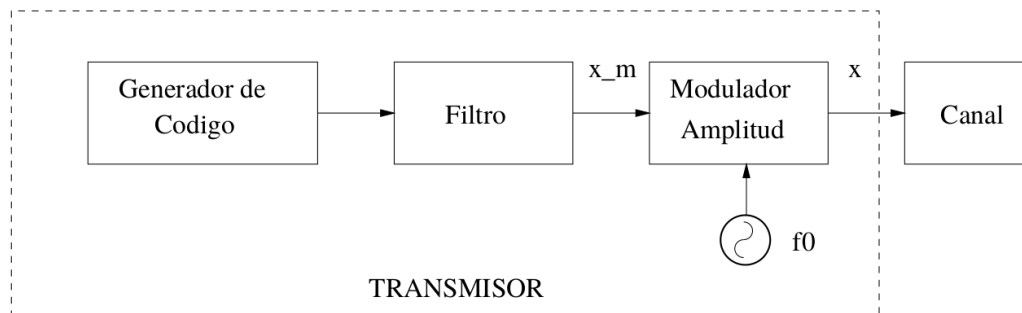 Generador de
Codigo
Filtro
x_m
Modulador
Amplitud
x
Canal
f0
TRANSMISOR